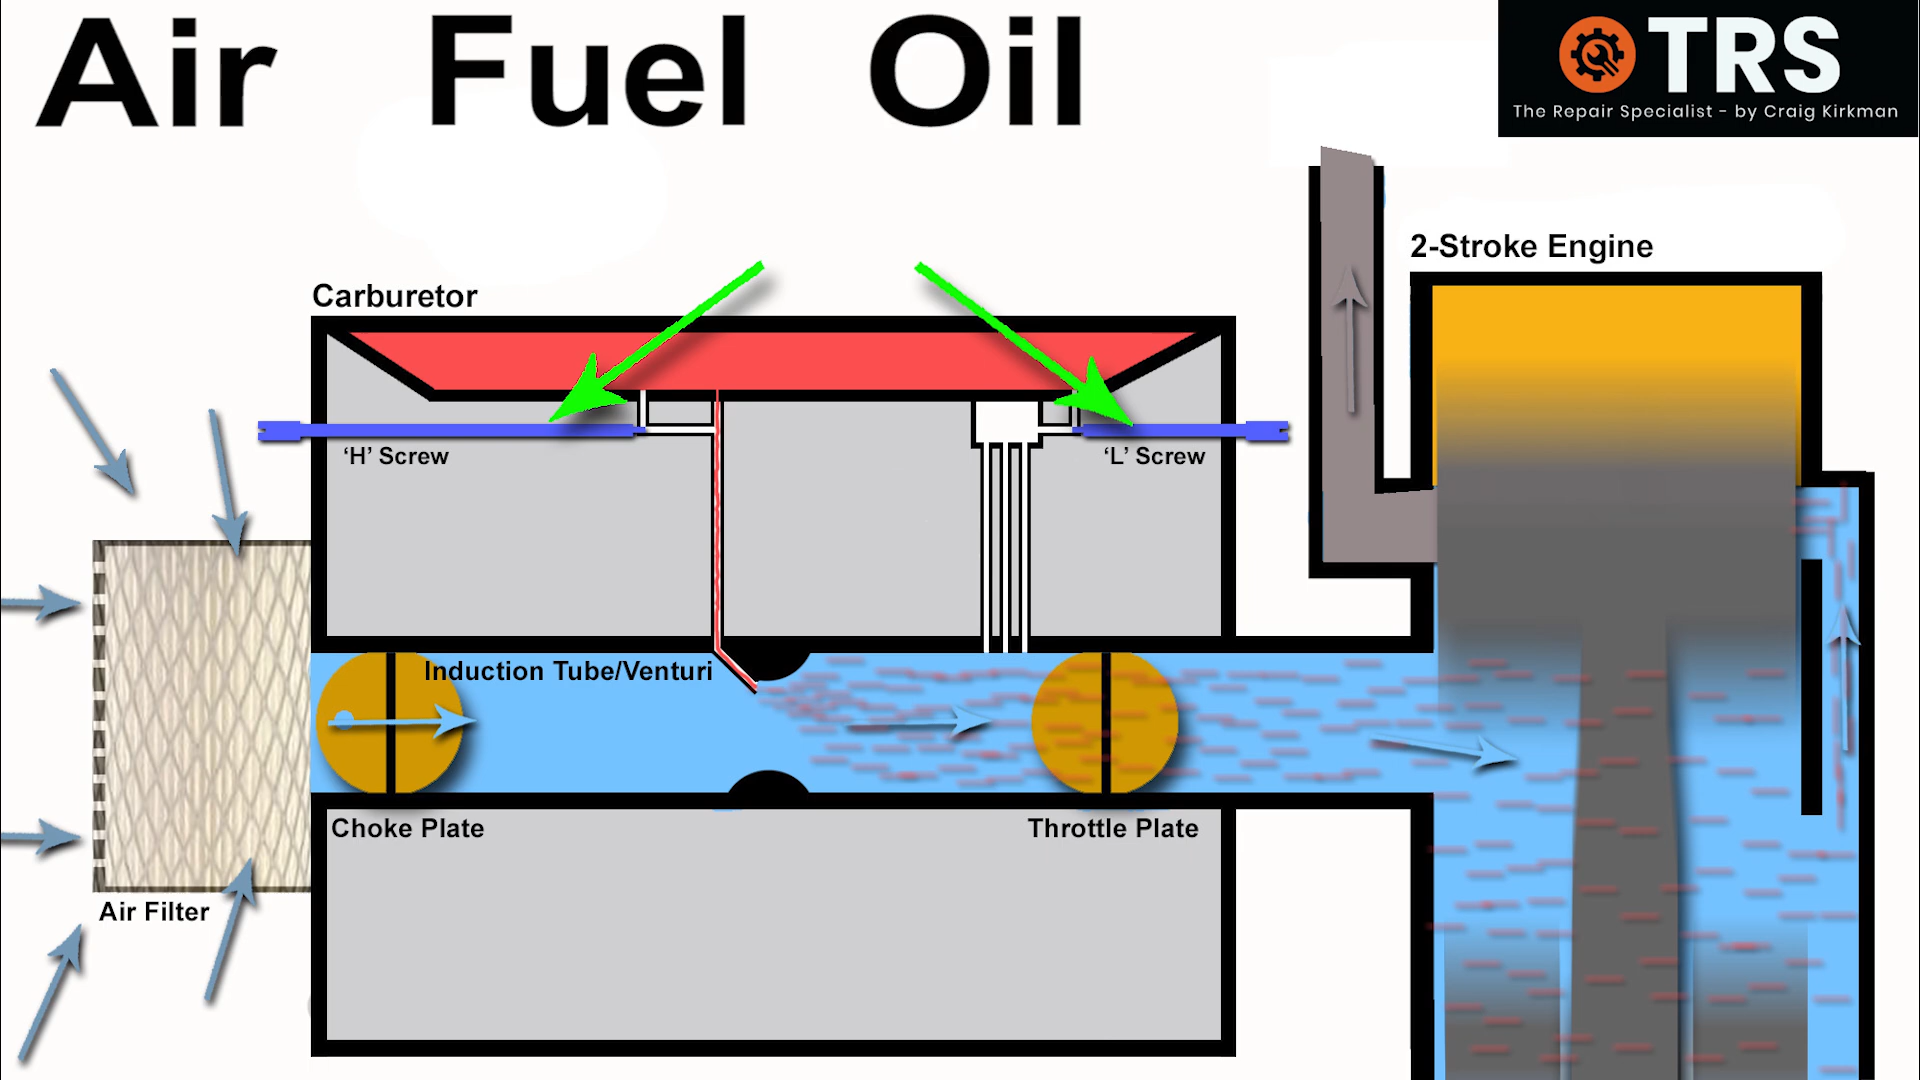 Air Fuel Oil
TRS
The Repair Specialist - by Craig Kirkman
2-Stroke Engine
Carburetor
‘H’ Screw
‘L’ Screw
Induction Tube/Venturi
Choke Plate
Throttle Plate
Air Filter